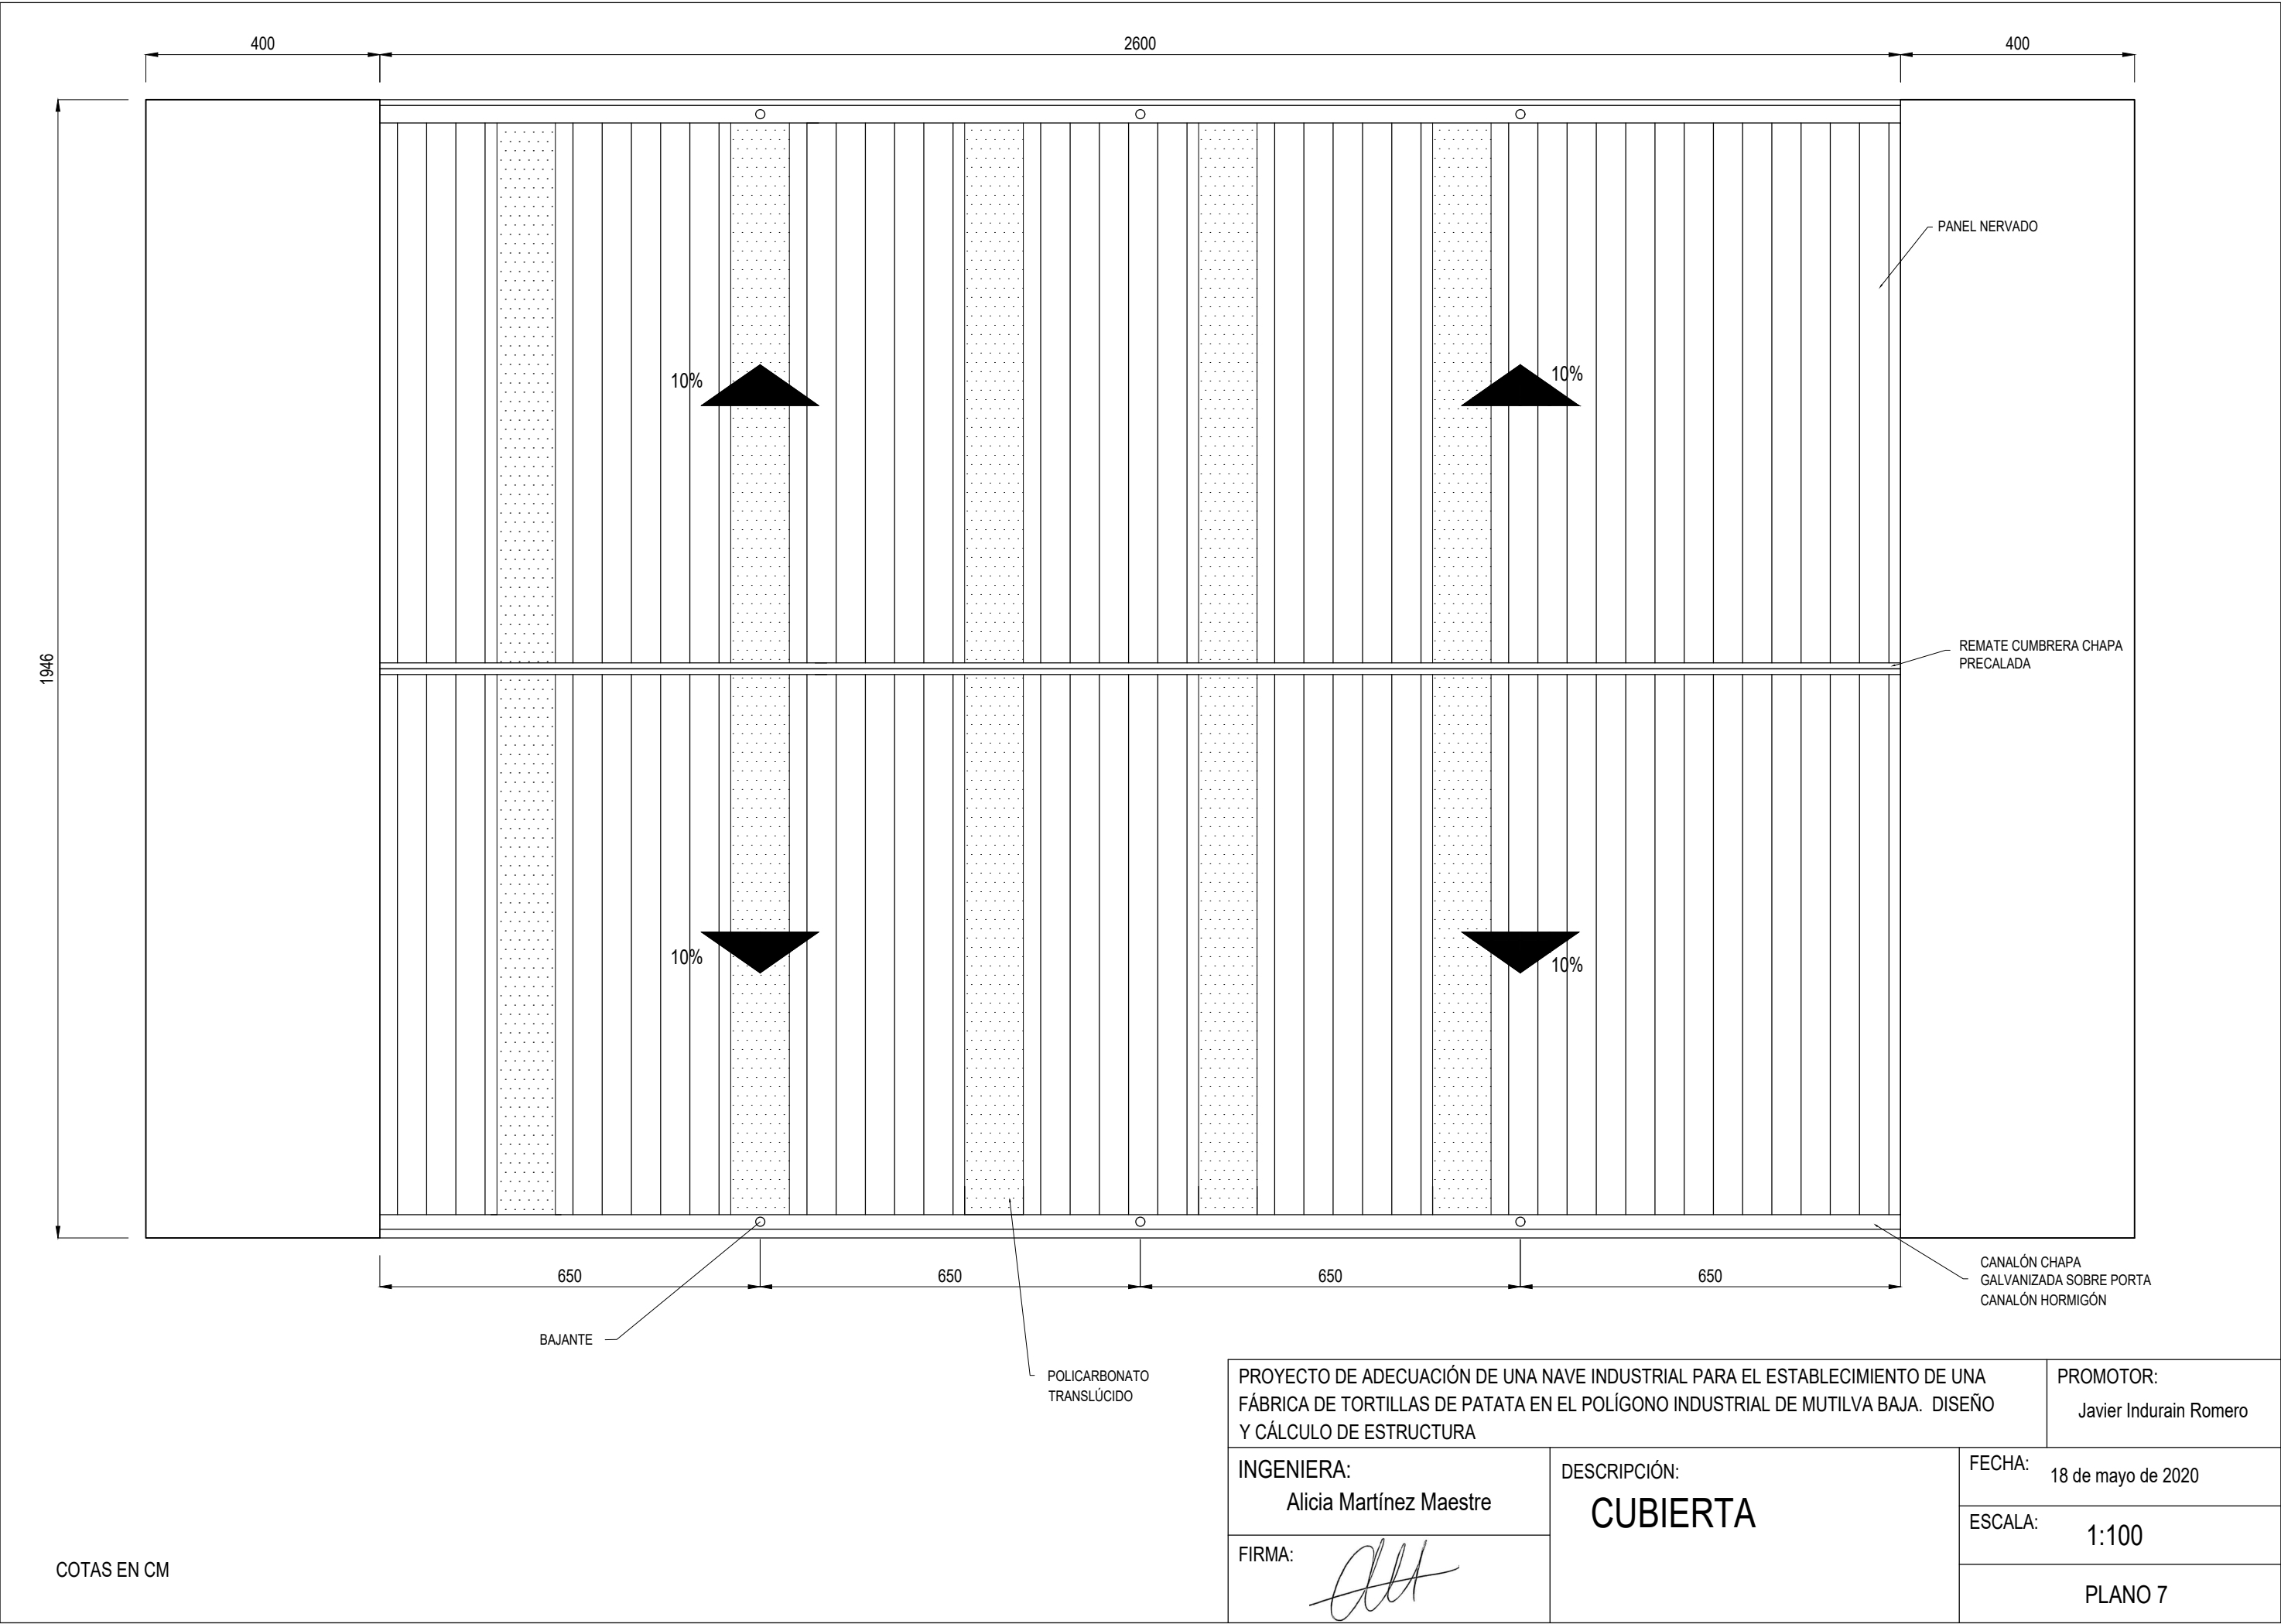 400
2600
400
PANEL NERVADO
10%
10%
1946
REMATE CUMBRERA CHAPA
PRECALADA
10%
10%
CANALÓN CHAPA
GALVANIZADA SOBRE PORTA
CANALÓN HORMIGÓN
650
650
650
650
BAJANTE
POLICARBONATO
TRANSLÚCIDO
PROYECTO DE ADECUACIÓN DE UNA NAVE INDUSTRIAL PARA EL ESTABLECIMIENTO DE UNA
FÁBRICA DE TORTILLAS DE PATATA EN EL POLÍGONO INDUSTRIAL DE MUTILVA BAJA. DISEÑO
Y CÁLCULO DE ESTRUCTURA
PROMOTOR:
Javier Indurain Romero
INGENIERA:
Alicia Martínez Maestre
DESCRIPCIÓN:
CUBIERTA
FECHA: 18 de mayo de 2020
ESCALA: 1:100
FIRMA:
PLANO 7
COTAS EN CM